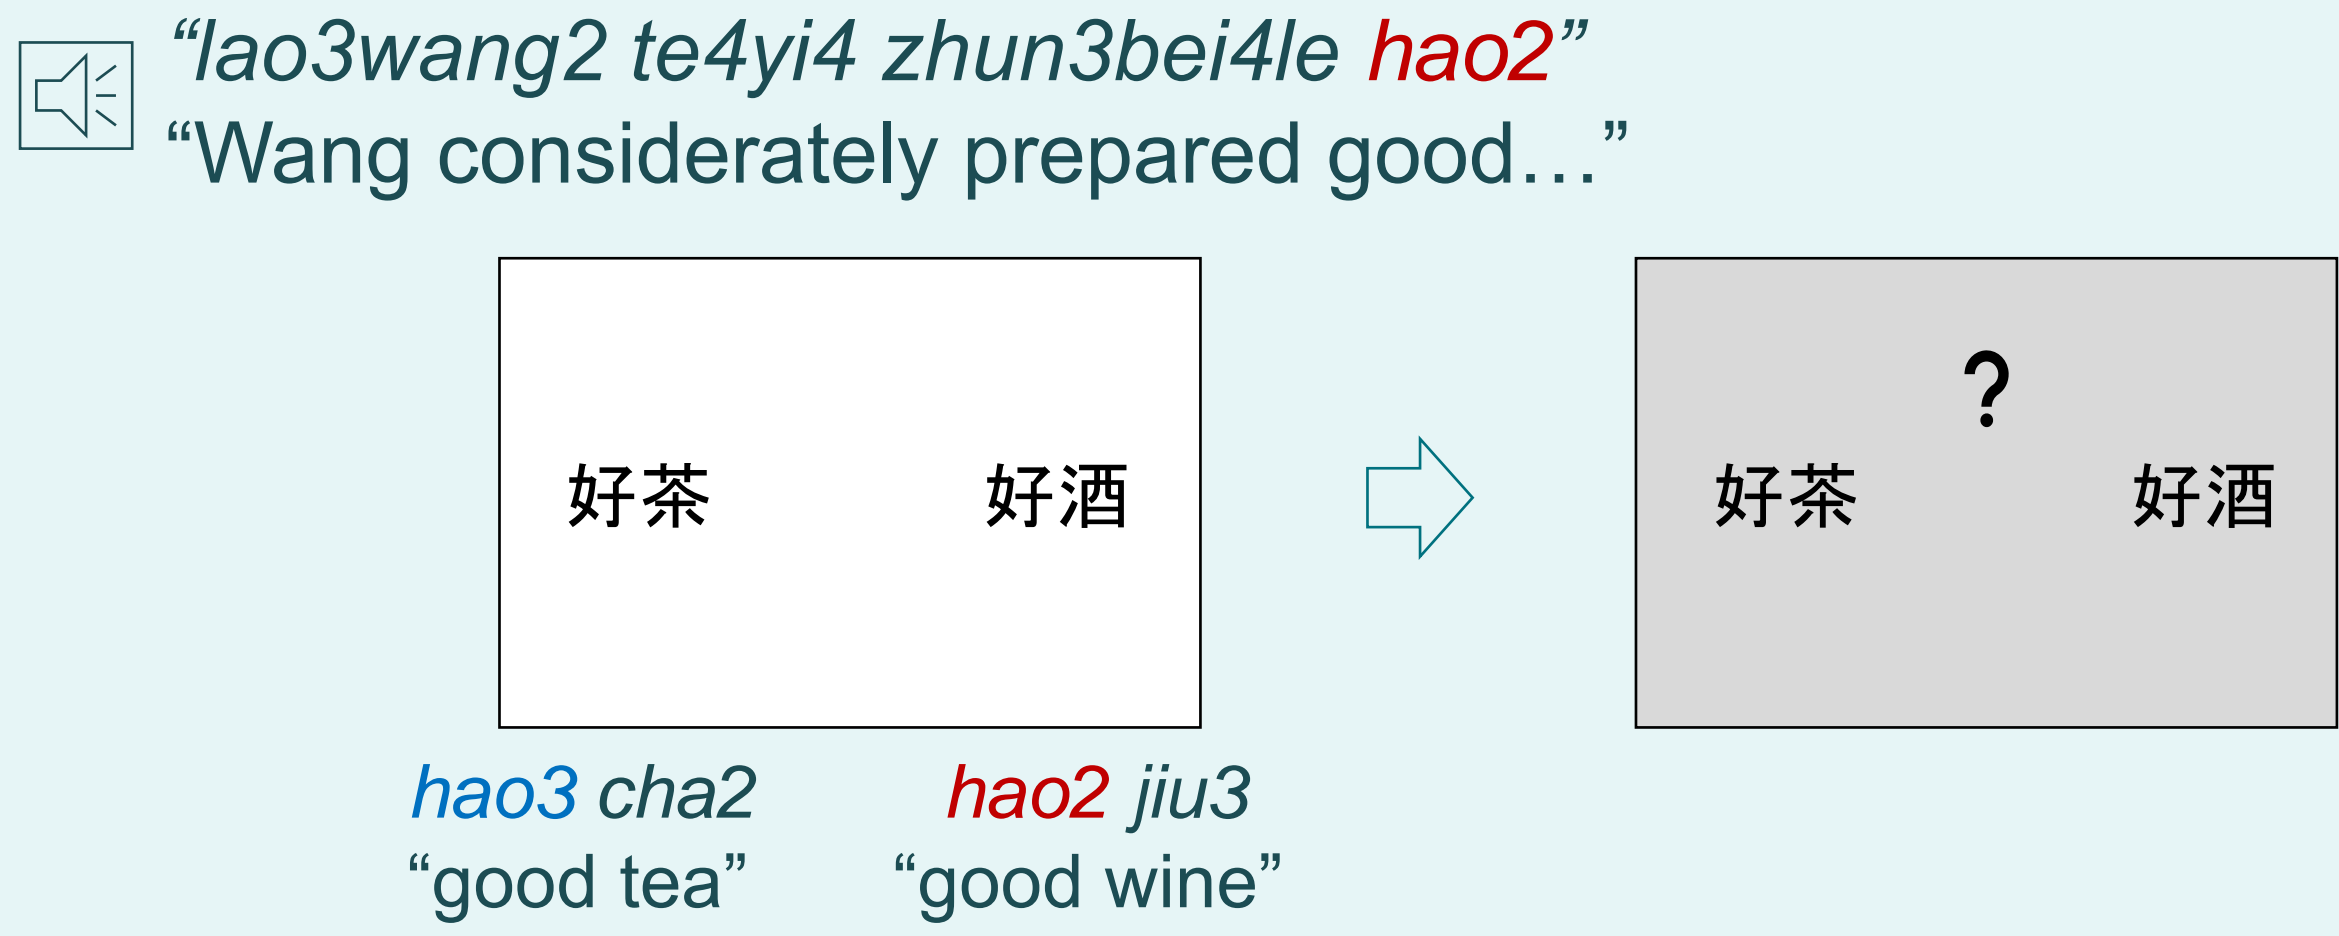 “lao3wang2 te4yi4 zhun3bei4le hao2”
“Wang considerately prepared good…”
好茶 好酒
?
好茶 好酒
hao3 cha2 hao2 jiu3
“good tea” “good wine”